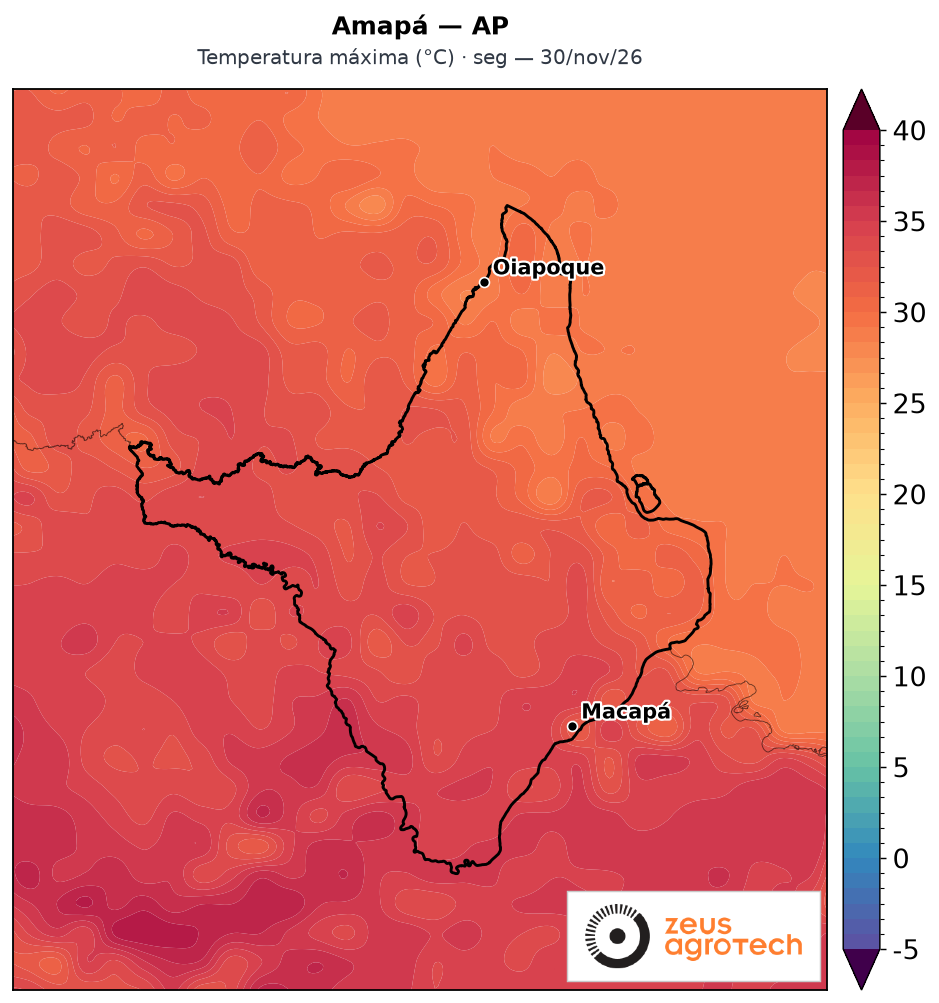 Amapá — AP
Temperatura máxima (°C) · seg — 30/nov/26
40
35
30
25
20
15
10
5
0
-5
Oiapoque
Macapá
zeus
agrotech